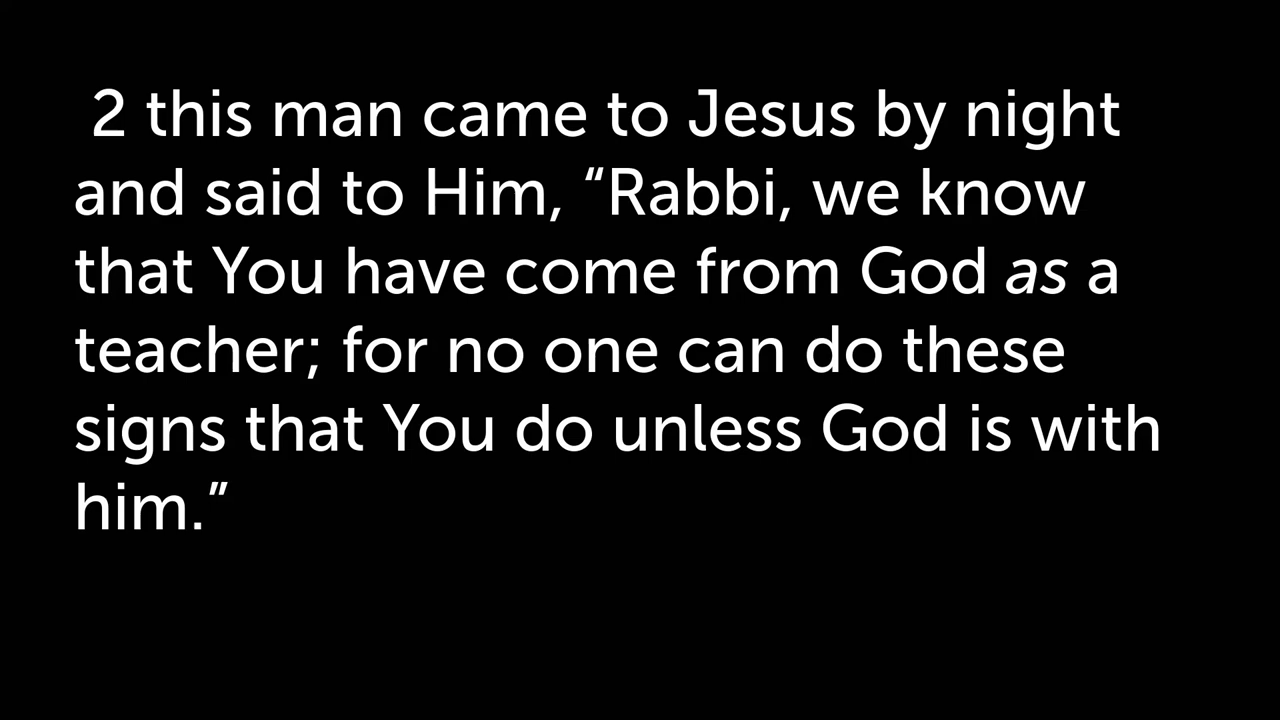 2 this man came to Jesus by night
and said to Him, “Rabbi, we know
that You have come from God as a
teacher; for no one can do these
signs that You do unless God is with
him.”